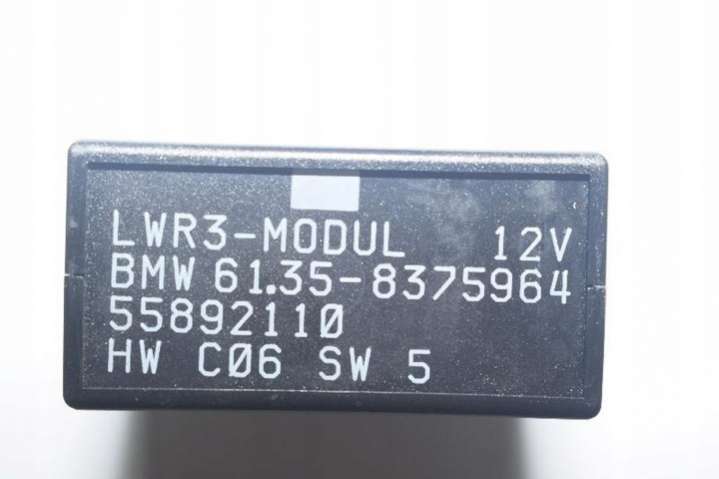 LWR3-MODUL 12V
BMW 61.35-8375964
55892110
HW C06 SW 5